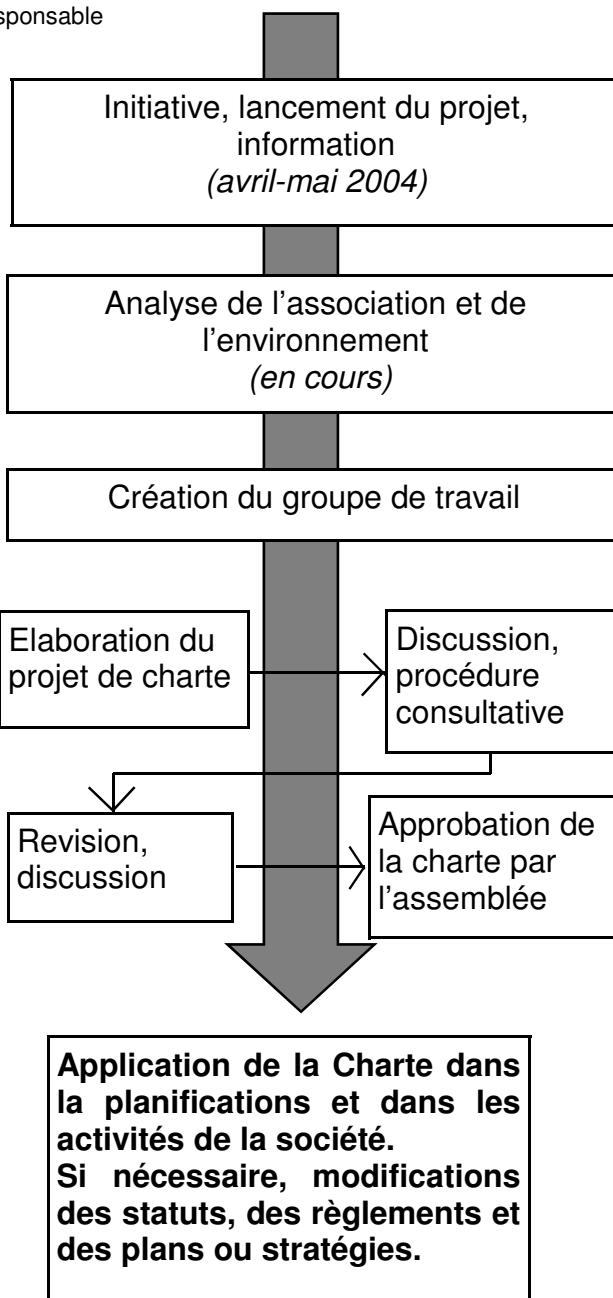 sponsable
Initiative, lancement du projet,
information
(avril-mai 2004)
Analyse de l’association et de
l’environnement
(en cours)
Création du groupe de travail
Elaboration du
projet de charte
Discussion,
procédure
consultative
Revision,
discussion
Approbation de
la charte par
l’assemblée
Application de la Charte dans
la planifications et dans les
activités de la société.
Si nécessaire, modifications
des statuts, des règlements et
des plans ou stratégies.